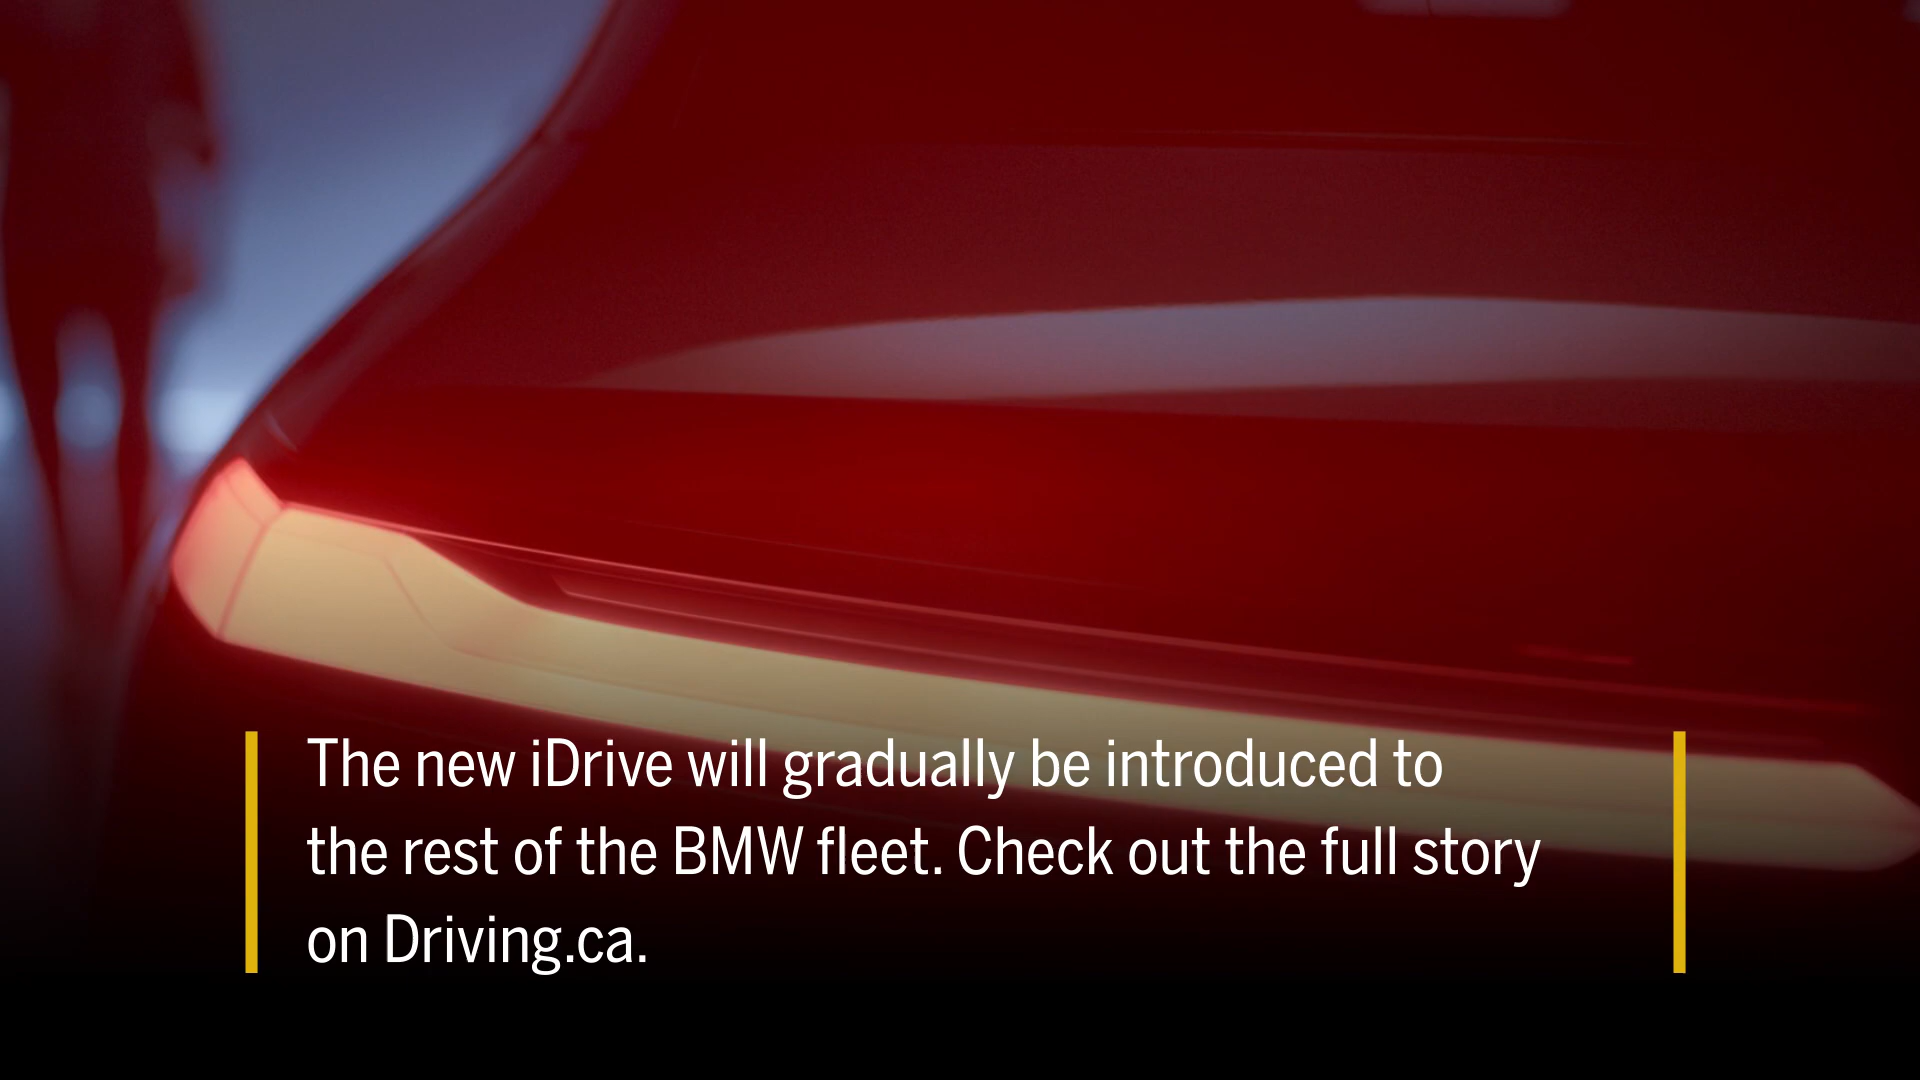 The new iDrive will gradually be introduced to
the rest of the BMW fleet. Check out the full story
on Driving.ca.